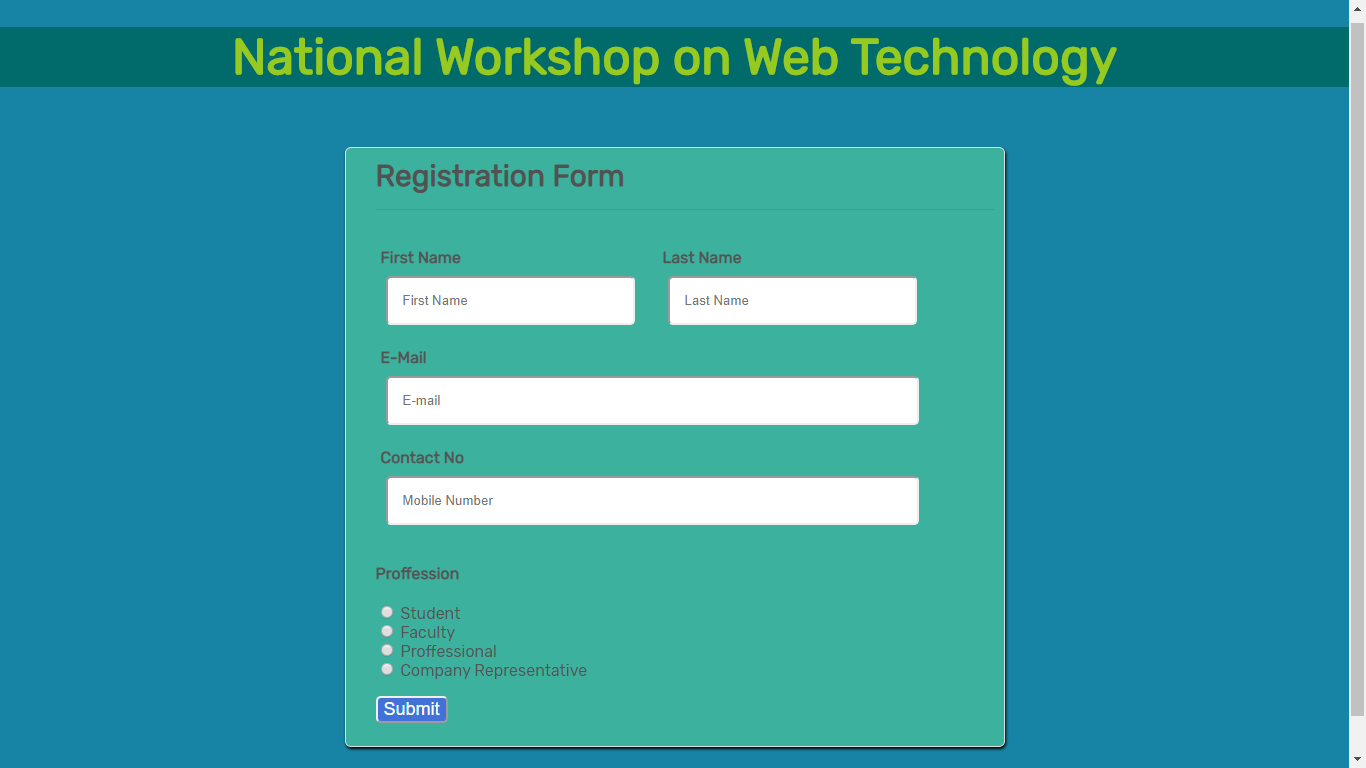 National Workshop on Web Technology
Registration Form
First Name Last Name
First Name Last Name
E-Mail
E-mail
Contact No
Mobile Number
Proffession
Student
Faculty
Proffessional
Company Representative
Submit